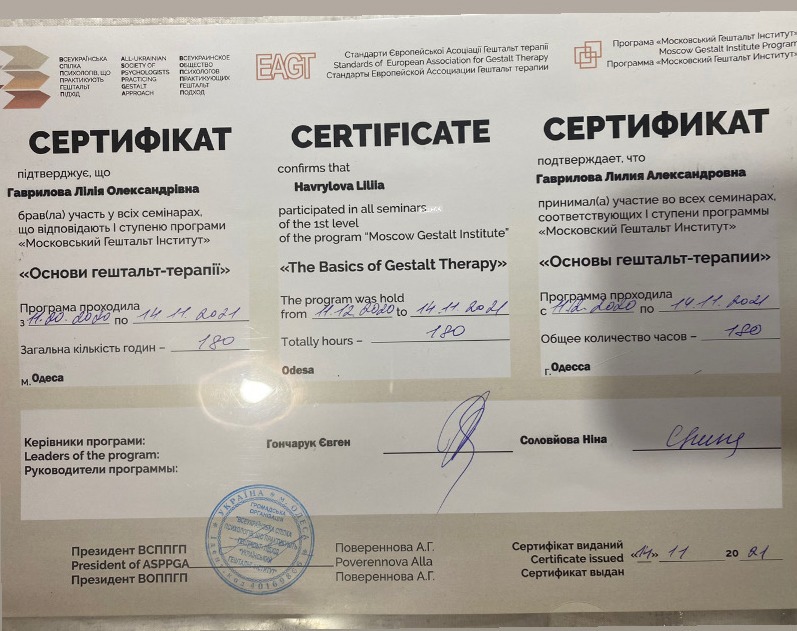 ВСЕУКРАЇНСЬКА
СПІЛКА
ПСИХОЛОГІВ, ЩО
ПРАКТИКУЮТЬ
ГЕШТАЛЬТ
ПІДХІД
ALL-UKRAINIAN
SOCIETY OF
PSYCHOLOGISTS
PRACTICING
GESTALT
APPROACH
ВСЕУКРАИНСКОЕ
ОБЩЕСТВО
ПСИХОЛОГОВ
ПРАКТИКУЮЩИХ
ГЕШТАЛЬТ
ПОДХОД
EAGT
Стандарти Європейської Асоціації Гештальт терапії
Standards of European Association for Gestalt Therapy
Стандарты Европейской Ассоциации Гештальт терапии
Програма «Московський Гештальт Інститут»
Moscow Gestalt Institute Program
Программа «Московский Гештальт Институт»
СЕРТИФІКАТ
підтверджує, що
Гаврилова Лілія Олександрівна
брав(ла) участь у всіх семінарах,
що відповідають I ступеню програми
«Московський Гештальт Інститут»
«Основи гештальт-терапії»
Програма проходила
з 11.20.2020 по 14 11. 2021
Загальна кількість годин – 180
м. Одеса
CERTIFICATE
confirms that
Havrylova Liliia
participated in all seminars
of the 1st level
of the program “Moscow Gestalt Institute”
«The Basics of Gestalt Therapy»
The program was hold
from 11.12 2020 to 14.11.2021
Totally hours – 180
Odesa
СЕРТИФИКАТ
подтверждает, что
Гаврилова Лилия Александровна
принимал(а) участие во всех семинарах,
соответствующих I ступени программы
«Московский Гештальт Институт»
«Основы гештальт-терапии»
Программа проходила
с 11.12.2020 по 14.11.2021
Общее количество часов – 180
г. Одесса
Керівники програми:
Leaders of the program:
Руководители программы:
Гончарук Євген
Соловйова Ніна
Президент ВСППГП
President of ASPPGA
Президент ВОППГП
УКРАЇНА * м. ОДЕСА
ГРОМАДСЬКА
ОРГАНІЗАЦІЯ
Повереннова А.Г.
Poverennova Alla
Повереннова А.Г.
Сертифікат виданий
Certificate issued «14» 11 2021
Сертификат выдан